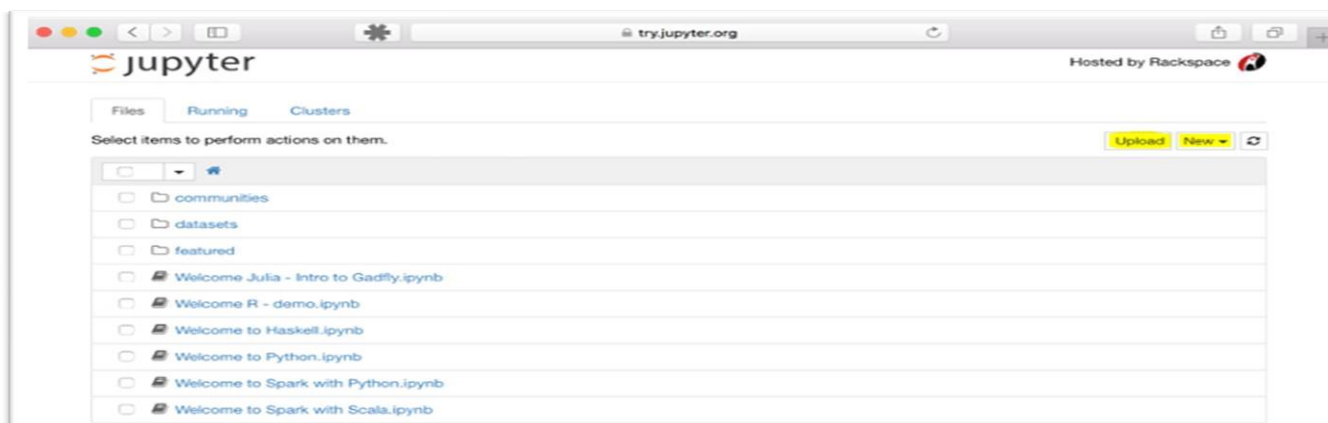 try.jupyter.org
jupyter
Hosted by Rackspace
Files Running Clusters
Select items to perform actions on them.
Upload New
communities
datasets
featured
Welcome Julia - Intro to Gadfly.ipynb
Welcome R - demo.ipynb
Welcome to Haskell.ipynb
Welcome to Python.ipynb
Welcome to Spark with Python.ipynb
Welcome to Spark with Scala.ipynb